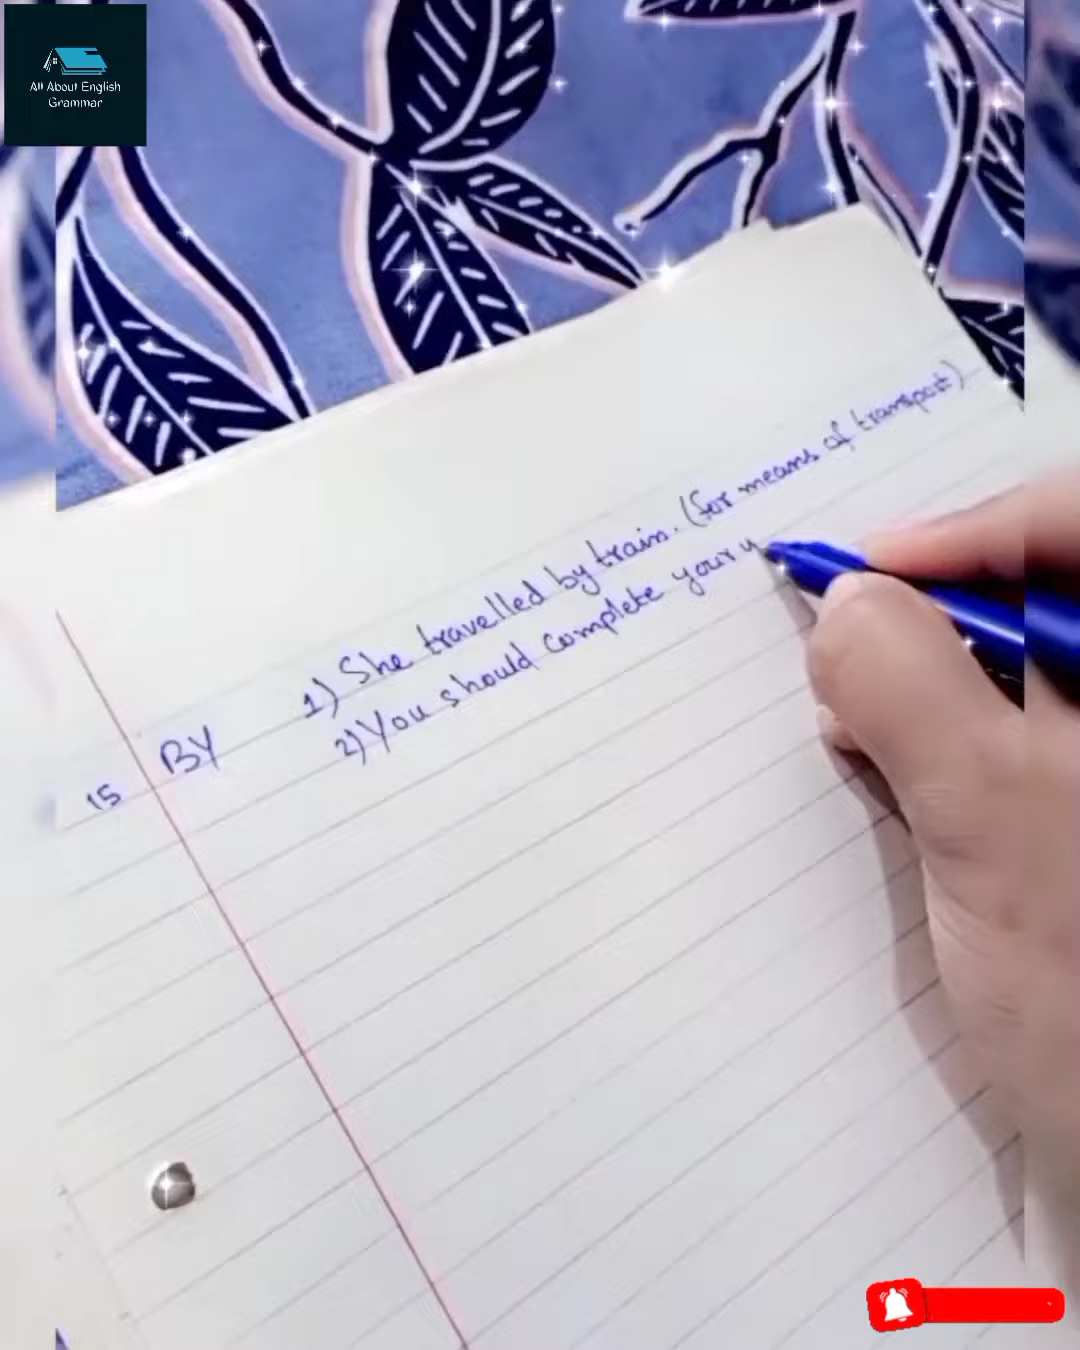 All About English
Grammar
1) She travelled by train. (for means of transport)
15 BY
2) You should complete your